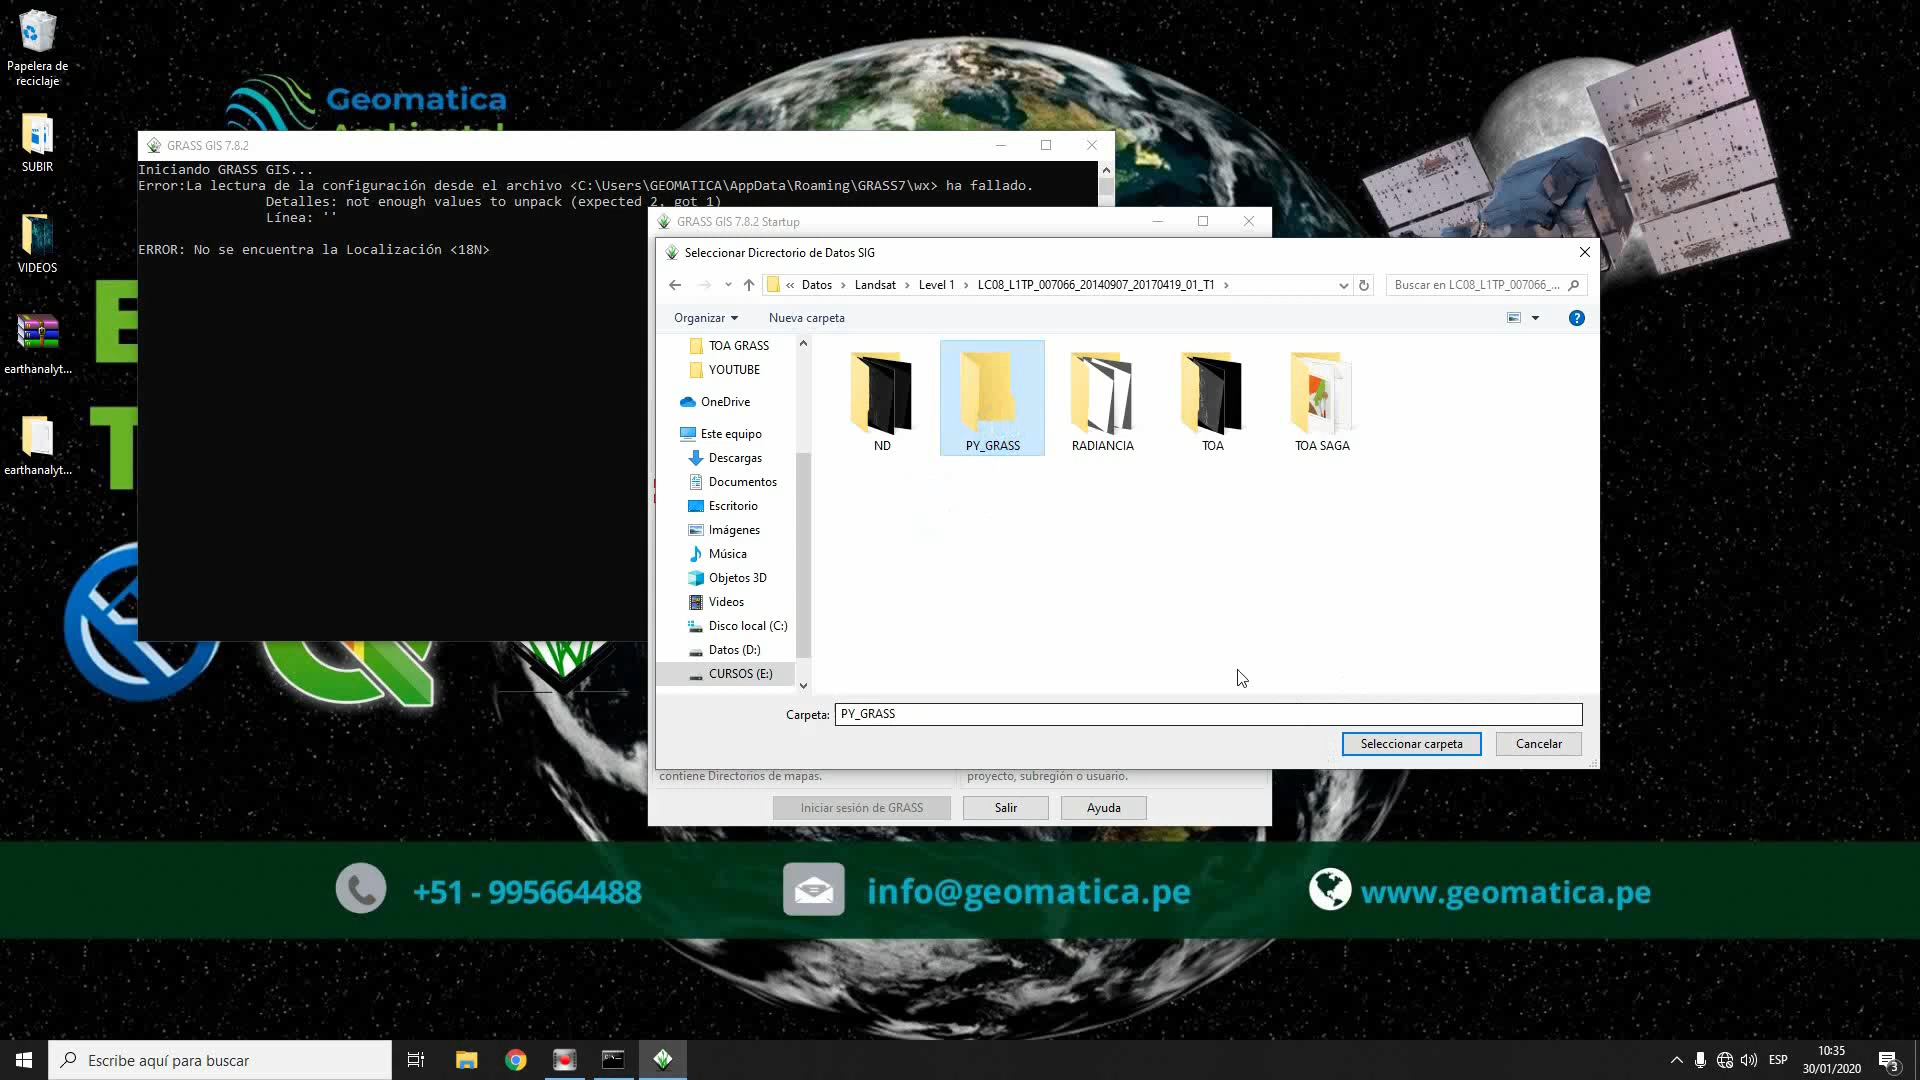 Papelera de
reciclaje
SUBIR
VIDEOS
earthanalyt...
earthanalyt...
Geomatica
Ambiental
GRASS GIS 7.8.2
Iniciando GRASS GIS...
Error:La lectura de la configuración desde el archivo <C:\Users\GEOMATICA\AppData\Roaming\GRASS7\wx> ha fallado.
Detalles: not enough values to unpack (expected 2, got 1)
Línea: ''
ERROR: No se encuentra la Localización <18N>
GRASS GIS 7.8.2 Startup
Seleccionar Dicrectorio de Datos SIG
« Datos › Landsat › Level 1 › LC08_L1TP_007066_20140907_20170419_01_T1 ›
Buscar en LC08_L1TP_007066_...
Organizar
Nueva carpeta
TOA GRASS
YOUTUBE
OneDrive
Este equipo
Descargas
Documentos
Escritorio
Imágenes
Música
Objetos 3D
Videos
Disco local (C:)
Datos (D:)
CURSOS (E:)
ND
PY_GRASS
RADIANCIA
TOA
TOA SAGA
Carpeta: PY_GRASS
Seleccionar carpeta
Cancelar
contiene Directorios de mapas.
proyecto, subregión o usuario.
Iniciar sesión de GRASS
Salir
Ayuda
+51 - 995664488
info@geomatica.pe
www.geomatica.pe
Escribe aquí para buscar
ESP
10:35
30/01/2020
3